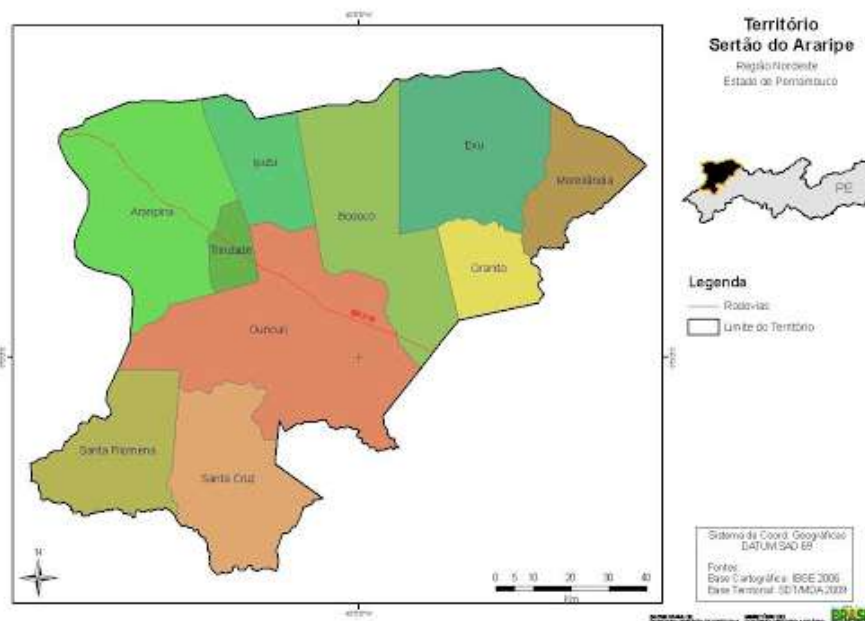 Território
Sertão do Araripe
Região Nordeste
Estado de Pernambuco
Exu
Ipubi
Moreilândia
Araripina
Bodocó
Trindade
Granito
Ouricuri
Santa Filomena
Santa Cruz
PE
Legenda
Rodovias
Limite do Território
N
0 5 10 20 30 40
Km
Sistema de Coord. Geográficas
DATUM SAD 69
Fontes:
Base Cartográfica: IBGE 2006
Base Territorial: SDT/MDA 2009